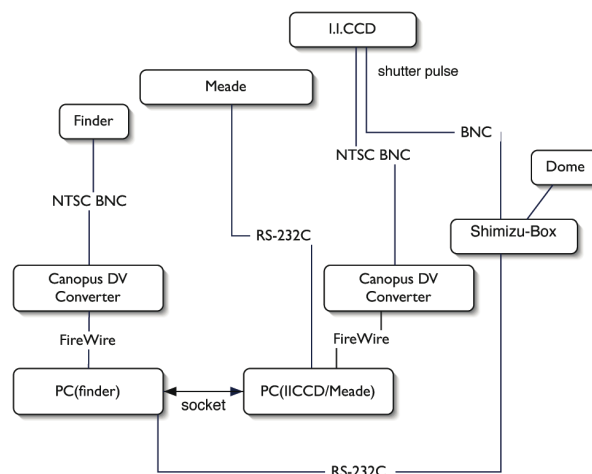 I.I.CCD
shutter pulse
Meade
Finder
BNC
NTSC BNC
Dome
NTSC BNC
Shimizu-Box
RS-232C
Canopus DV
Converter
Canopus DV
Converter
FireWire
FireWire
PC(finder)
socket
PC(IICCD/Meade)
RS-232C